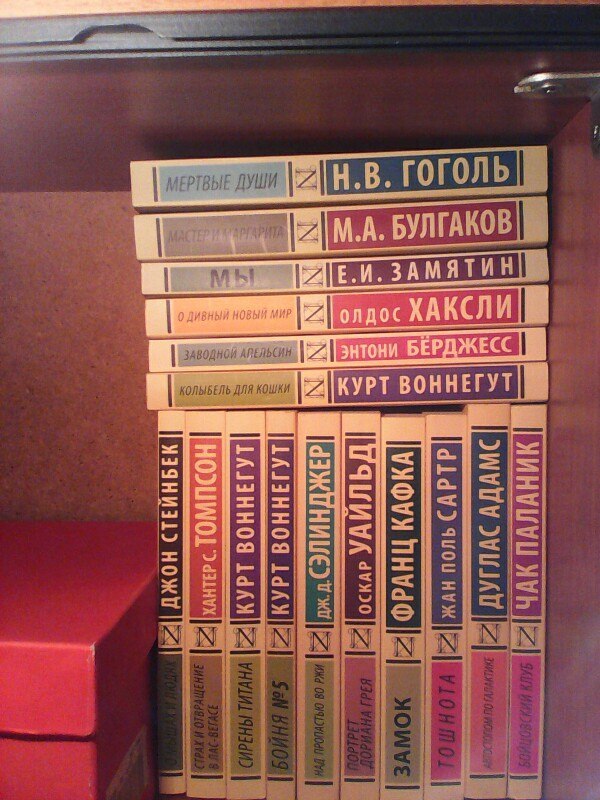 МЕРТВЫЕ ДУШИ Н.В. ГОГОЛЬ
МАСТЕР И МАРГАРИТА М.А. БУЛГАКОВ
МЫ Е.И. ЗАМЯТИН
О ДИВНЫЙ НОВЫЙ МИР ОЛДОС ХАКСЛИ
ЗАВОДНОЙ АПЕЛЬСИН ЭНТОНИ БЁРДЖЕСС
КОЛЫБЕЛЬ ДЛЯ КОШКИ КУРТ ВОННЕГУТ
О МЫШАХ И ЛЮДЯХ ДЖОН СТЕЙНБЕК
СТРАХ И ОТВРАЩЕНИЕ
В ЛАС-ВЕГАСЕ
ХАНТЕР С. ТОМПСОН
СИРЕНЫ ТИТАНА КУРТ ВОННЕГУТ
БОЙНЯ №5 КУРТ ВОННЕГУТ
НАД ПРОПАСТЬЮ ВО РЖИ ДЖ. Д. СЭЛИНДЖЕР
ПОРТРЕТ
ДОРИАНА ГРЕЯ
ОСКАР УАЙЛЬД
ЗАМОК ФРАНЦ КАФКА
ТОШНОТА ЖАН ПОЛЬ САРТР
АВТОСТОПОМ ПО ГАЛАКТИКЕ ДУГЛАС АДАМС
БОЙЦОВСКИЙ КЛУБ ЧАК ПАЛАНИК